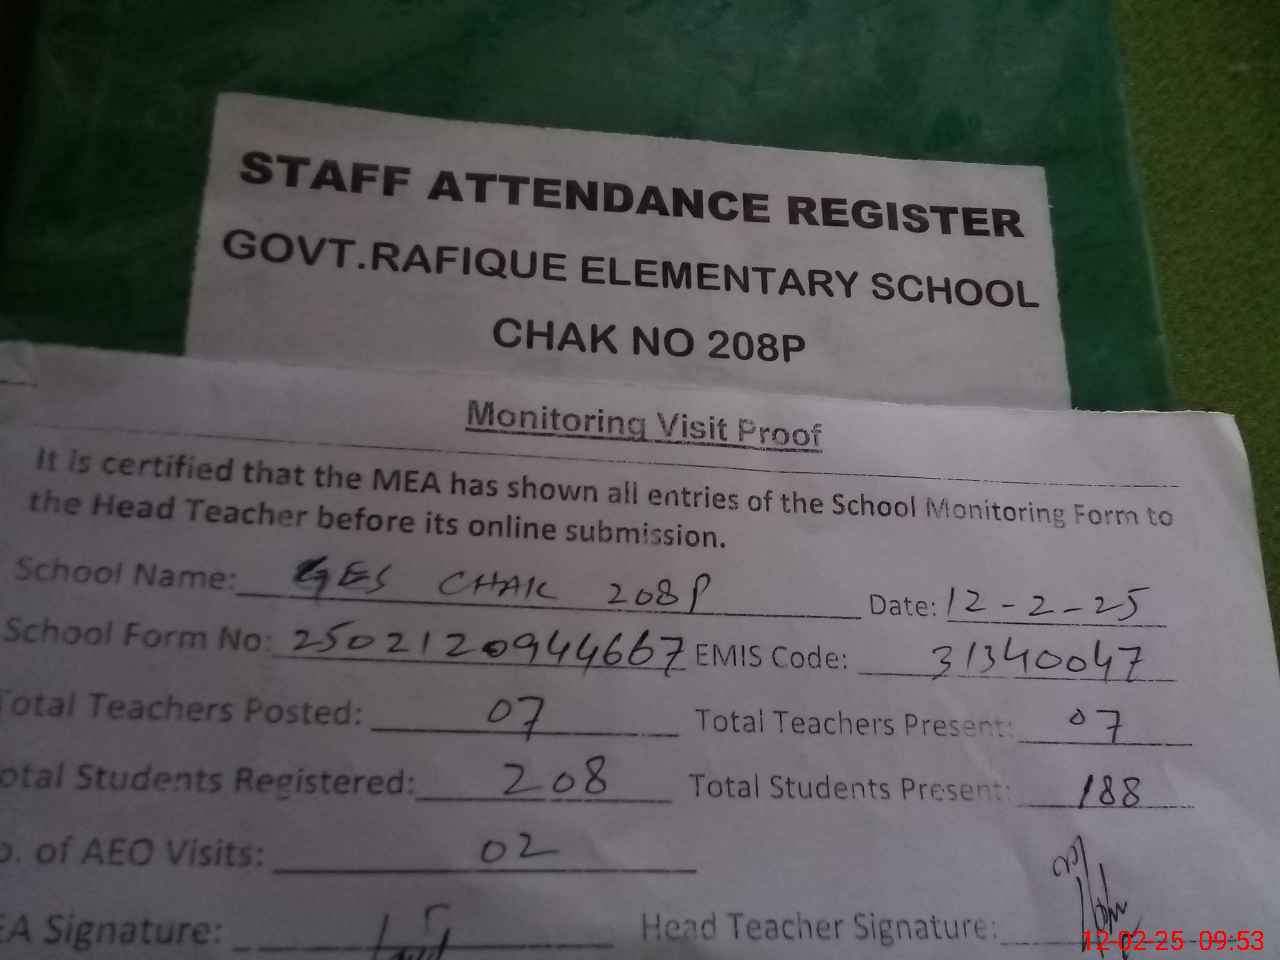 STAFF ATTENDANCE REGISTER
GOVT.RAFIQUE ELEMENTARY SCHOOL
CHAK NO 208P
Monitoring Visit Proof
It is certified that the MEA has shown all entries of the School Monitoring Form to
the Head Teacher before its online submission.
School Name: GES CHAK 208P Date: 12-2-25
School Form No: 2502120944667 EMIS Code: 31340047
Total Teachers Posted: 07 Total Teachers Present: 07
otal Students Registered: 208 Total Students Present: 188
o. of AEO Visits: 02
EA Signature: Head Teacher Signature:
12-02-25 09:53